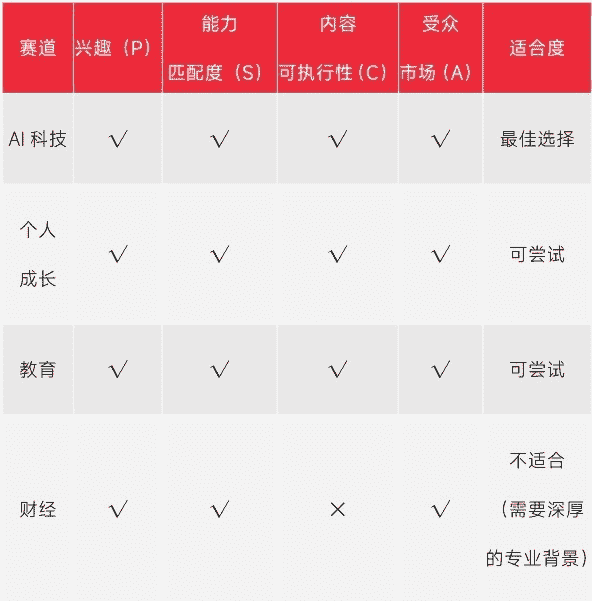 赛道 兴趣（P） 能力 匹配度（S） 内容 可执行性（C） 受众 市场（A） 适合度
AI 科技 √ √ √ √ 最佳选择
个人 成长 √ √ √ √ 可尝试
教育 √ √ √ √ 可尝试
财经 √ √ × √ 不适合
（需要深厚
的专业背景）